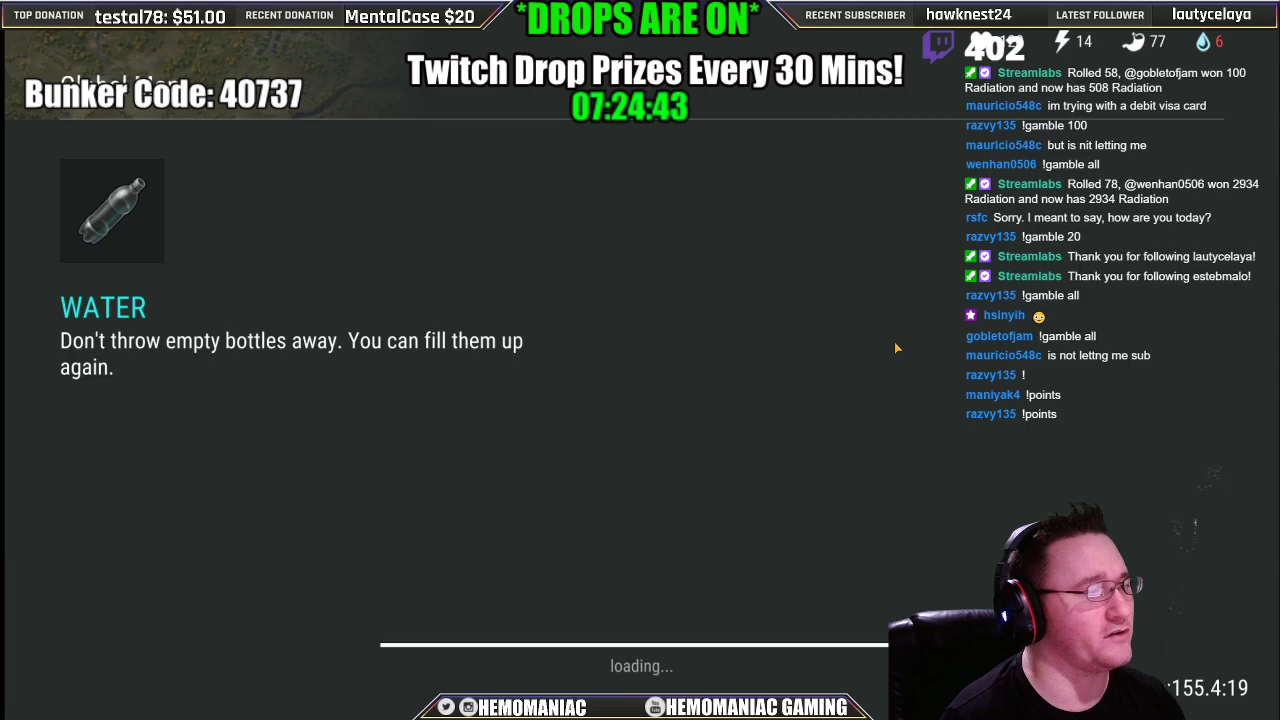 TOP DONATION testal78: $51.00 RECENT DONATION MentalCase $20 *DROPS ARE ON* RECENT SUBSCRIBER hawknest24 LATEST FOLLOWER lautycelaya
402 14 77 6
Twitch Drop Prizes Every 30 Mins!
Bunker Code: 40737
07:24:43
Streamlabs Rolled 58, @gobletofjam won 100
Radiation and now has 508 Radiation
mauricio548c im trying with a debit visa card
razvy135 !gamble 100
mauricio548c but is nit letting me
wenhan0506 !gamble all
Streamlabs Rolled 78, @wenhan0506 won 2934
Radiation and now has 2934 Radiation
rsfc Sorry. I meant to say, how are you today?
razvy135 !gamble 20
Streamlabs Thank you for following lautycelaya!
Streamlabs Thank you for following estebmalo!
razvy135 !gamble all
hsinyih
gobletofjam !gamble all
mauricio548c is not lettng me sub
razvy135 !
maniyak4 !points
razvy135 !points
WATER
Don't throw empty bottles away. You can fill them up
again.
loading...
:155.4:19
HEMOMANIAC HEMOMANIAC GAMING